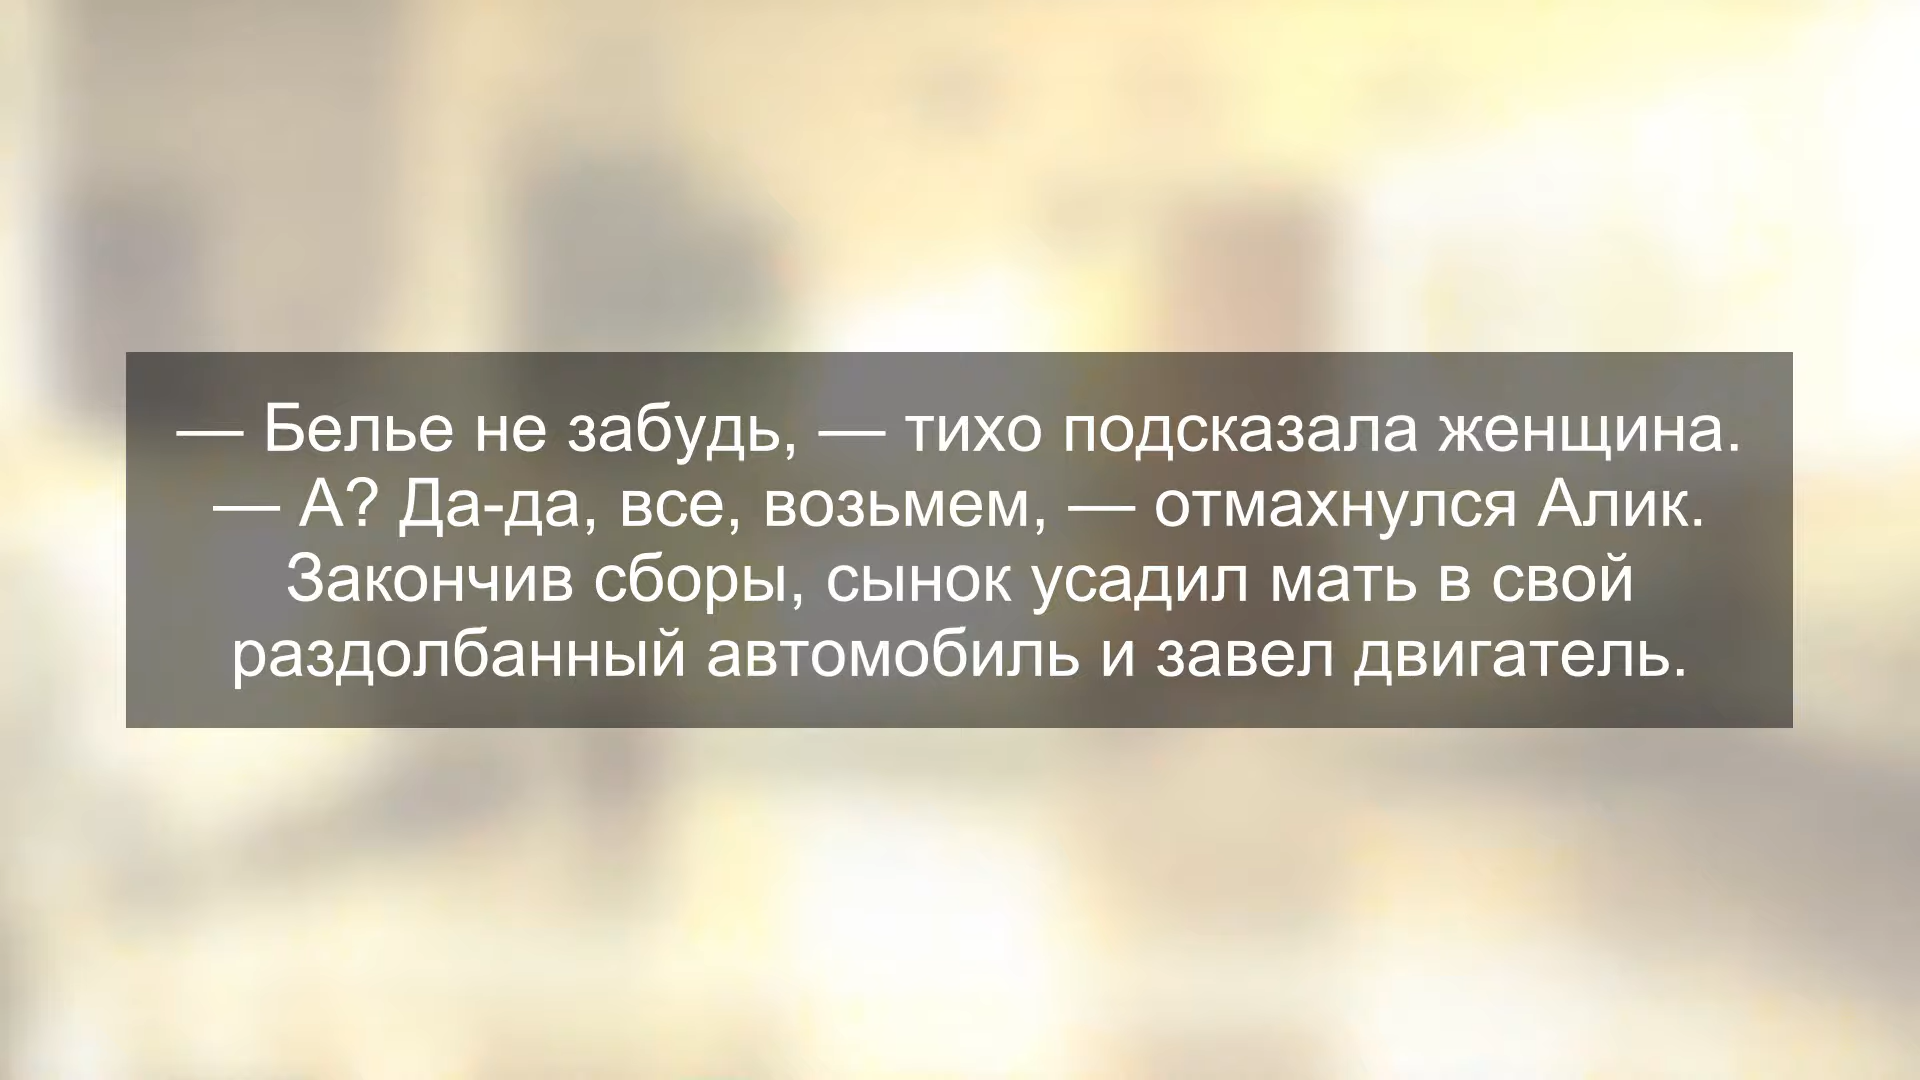 — Белье не забудь, — тихо подсказала женщина.
— А? Да-да, все, возьмем, — отмахнулся Алик.
Закончив сборы, сынок усадил мать в свой
раздолбанный автомобиль и завел двигатель.